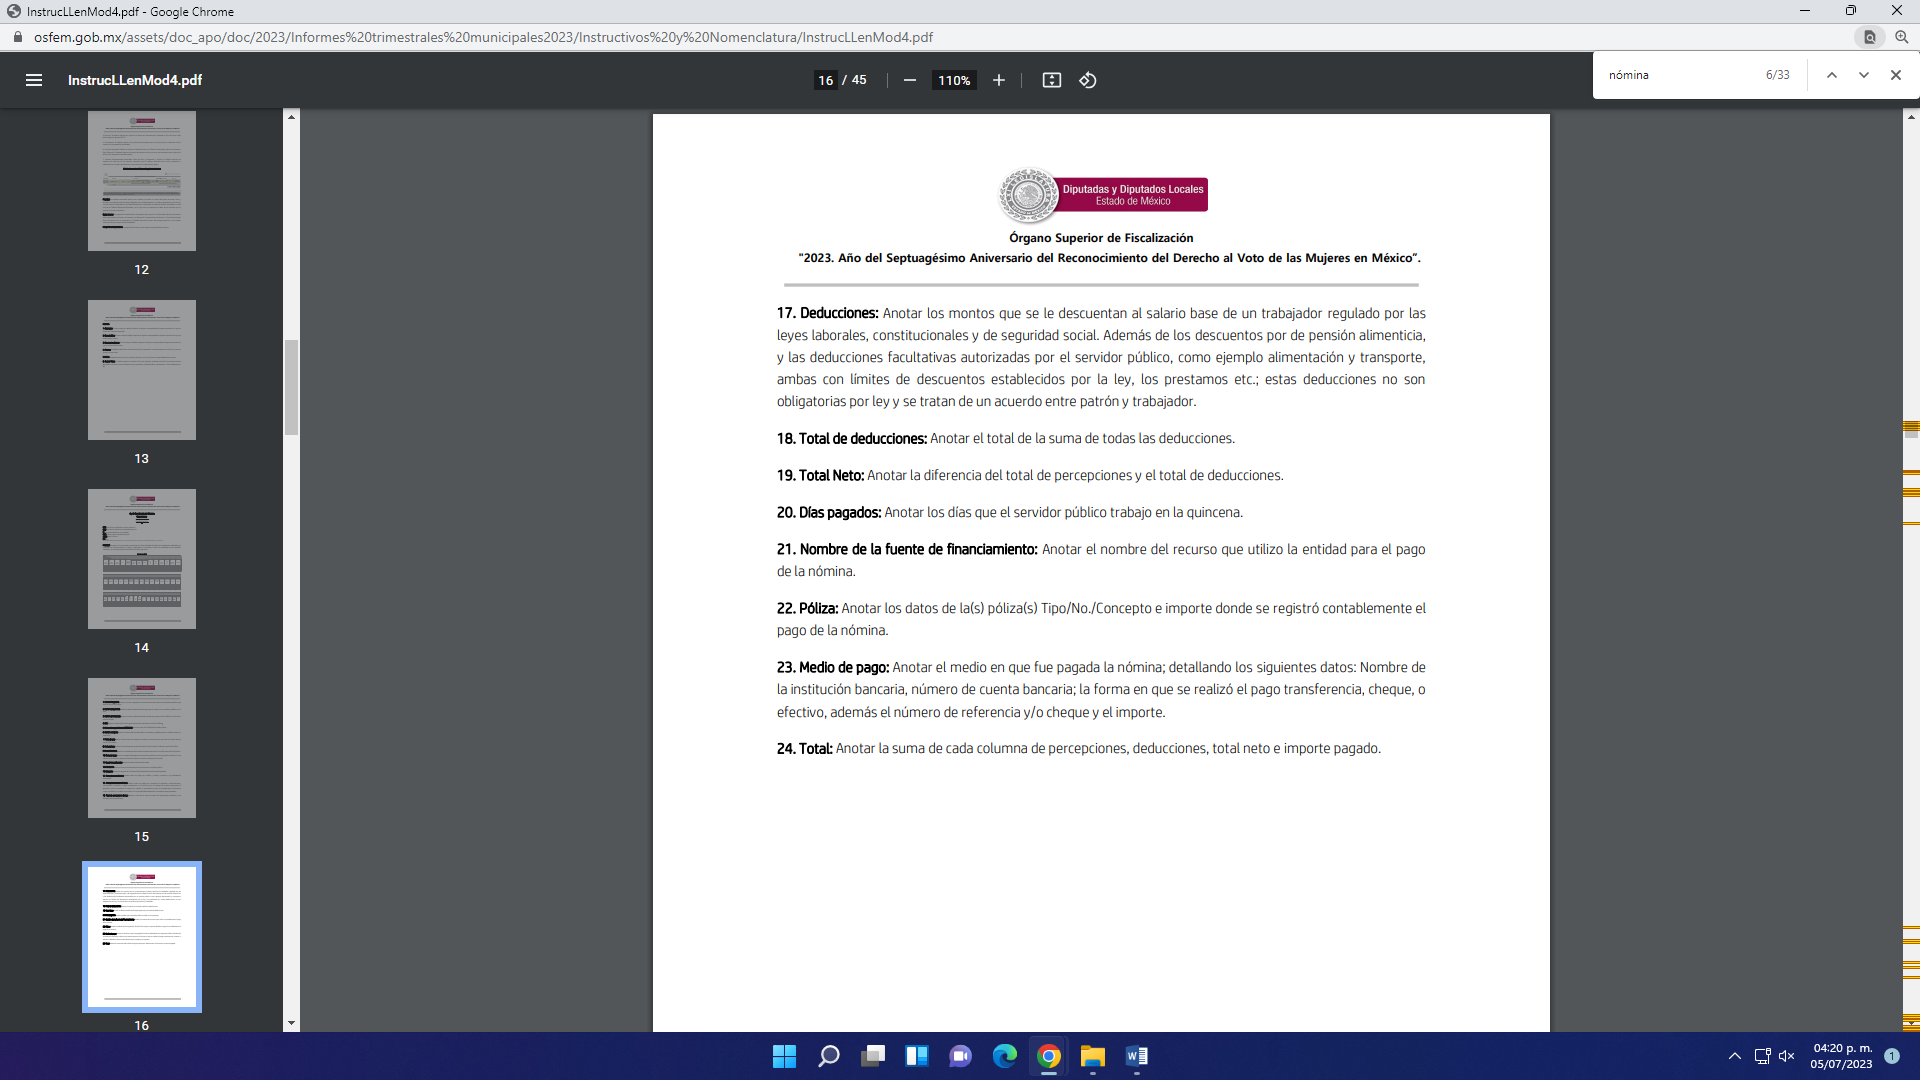 InstrucLLenMod4.pdf - Google Chrome
osfem.gob.mx/assets/doc_apo/doc/2023/Informes%20trimestrales%20municipales2023/Instructivos%20y%20Nomenclatura/InstrucLLenMod4.pdf
InstrucLLenMod4.pdf
16 / 45
110%
nómina
6/33
12
13
14
15
16
Diputadas y Diputados Locales
Estado de México
Órgano Superior de Fiscalización
"2023. Año del Septuagésimo Aniversario del Reconocimiento del Derecho al Voto de las Mujeres en México".
17. Deducciones: Anotar los montos que se le descuentan al salario base de un trabajador regulado por las
leyes laborales, constitucionales y de seguridad social. Además de los descuentos por de pensión alimenticia,
y las deducciones facultativas autorizadas por el servidor público, como ejemplo alimentación y transporte,
ambas con límites de descuentos establecidos por la ley, los prestamos etc.; estas deducciones no son
obligatorias por ley y se tratan de un acuerdo entre patrón y trabajador.
18. Total de deducciones: Anotar el total de la suma de todas las deducciones.
19. Total Neto: Anotar la diferencia del total de percepciones y el total de deducciones.
20. Días pagados: Anotar los días que el servidor público trabajo en la quincena.
21. Nombre de la fuente de financiamiento: Anotar el nombre del recurso que utilizo la entidad para el pago
de la nómina.
22. Póliza: Anotar los datos de la(s) póliza(s) Tipo/No./Concepto e importe donde se registró contablemente el
pago de la nómina.
23. Medio de pago: Anotar el medio en que fue pagada la nómina; detallando los siguientes datos: Nombre de
la institución bancaria, número de cuenta bancaria; la forma en que se realizó el pago transferencia, cheque, o
efectivo, además el número de referencia y/o cheque y el importe.
24. Total: Anotar la suma de cada columna de percepciones, deducciones, total neto e importe pagado.
04:20 p. m.
05/07/2023
1